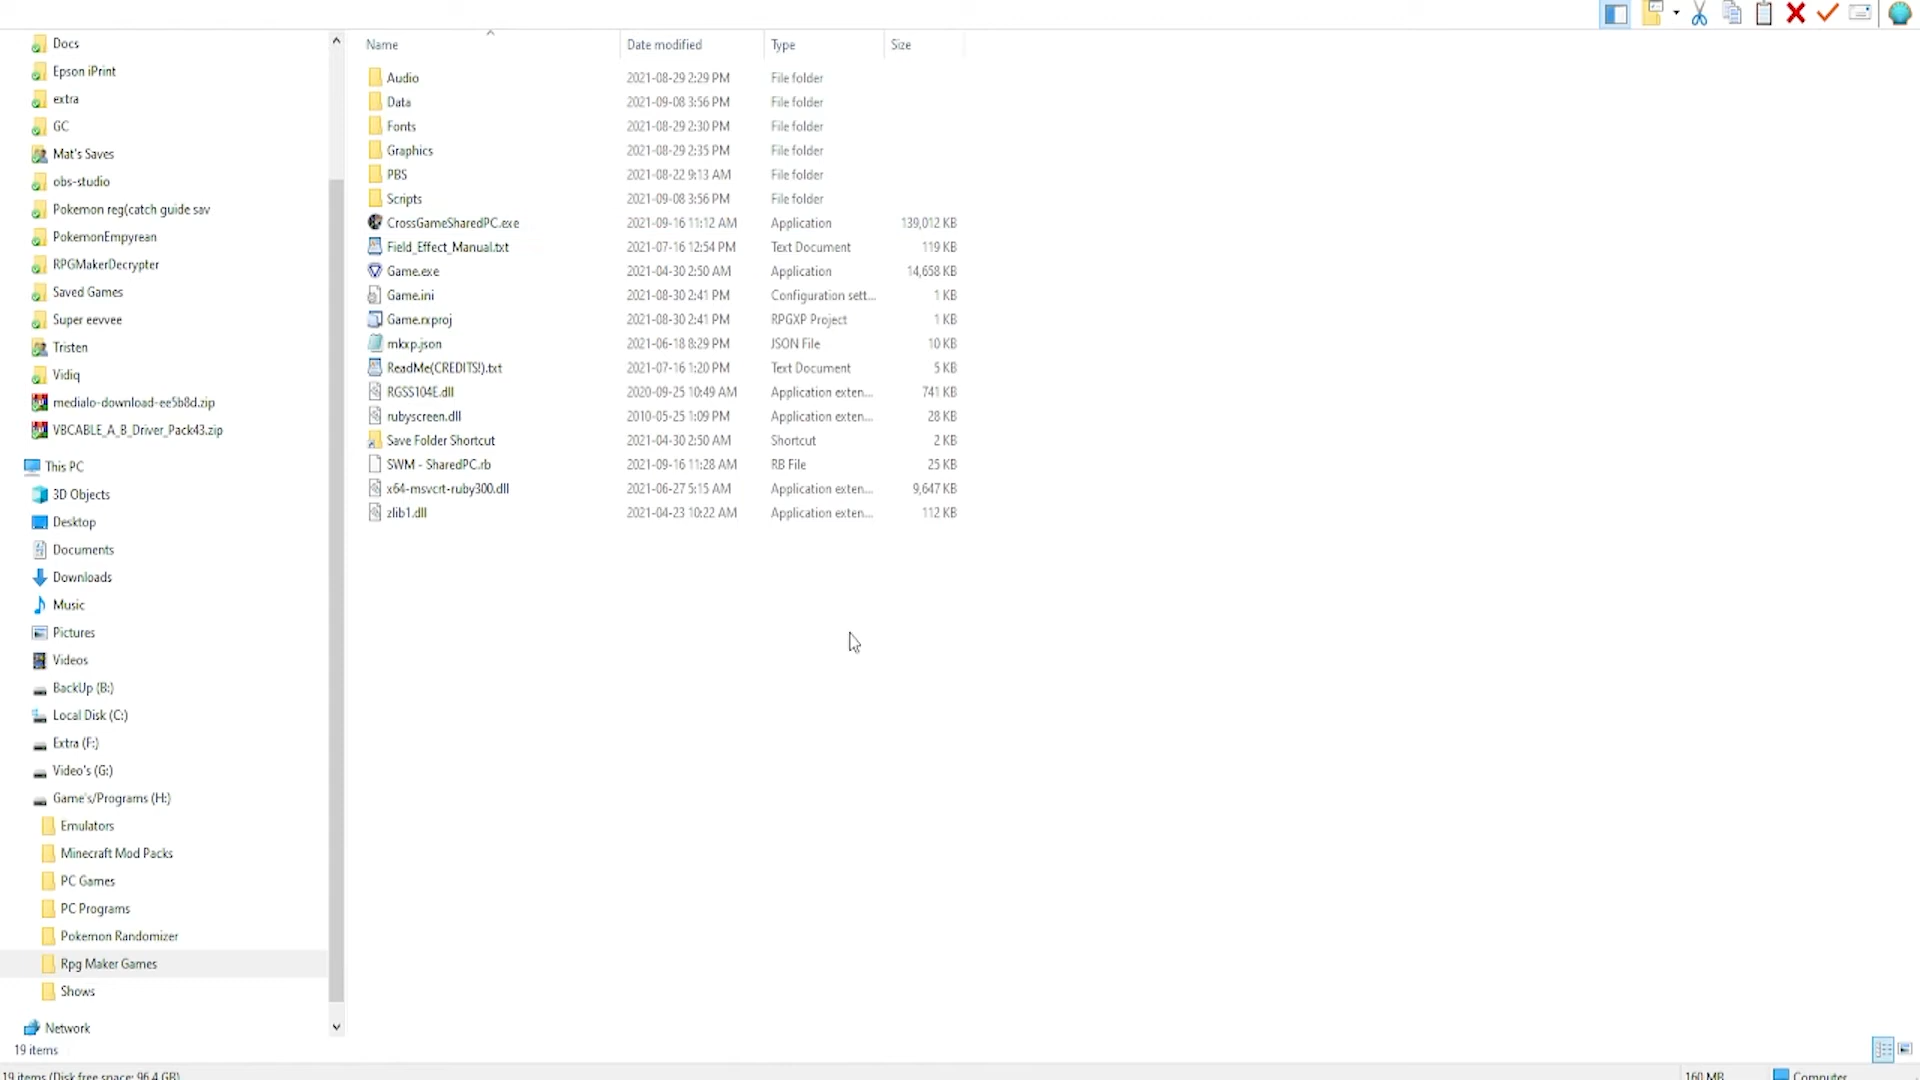 Docs
Epson iPrint
extra
GC
Mat's Saves
obs-studio
Pokemon reg(catch guide sav
PokemonEmpyrean
RPGMakerDecrypter
Saved Games
Super eevvee
Tristen
Vidiq
medialo-download-ee5b8d.zip
VBCABLE_A_B_Driver_Pack43.zip
This PC
3D Objects
Desktop
Documents
Downloads
Music
Pictures
Videos
BackUp (B:)
Local Disk (C:)
Extra (F:)
Video's (G:)
Game's/Programs (H:)
Emulators
Minecraft Mod Packs
PC Games
PC Programs
Pokemon Randomizer
Rpg Maker Games
Shows
Network
Name Date modified Type Size
Audio 2021-08-29 2:29 PM File folder
Data 2021-09-08 3:56 PM File folder
Fonts 2021-08-29 2:30 PM File folder
Graphics 2021-08-29 2:35 PM File folder
PBS 2021-08-22 9:13 AM File folder
Scripts 2021-09-08 3:56 PM File folder
CrossGameSharedPC.exe 2021-09-16 11:12 AM Application 139,012 KB
Field_Effect_Manual.txt 2021-07-16 12:54 PM Text Document 119 KB
Game.exe 2021-04-30 2:50 AM Application 14,658 KB
Game.ini 2021-08-30 2:41 PM Configuration sett... 1 KB
Game.rxproj 2021-08-30 2:41 PM RPGXP Project 1 KB
mkxp.json 2021-06-18 8:29 PM JSON File 10 KB
ReadMe(CREDITS!).txt 2021-07-16 1:20 PM Text Document 5 KB
RGSS104E.dll 2020-09-25 10:49 AM Application exten... 741 KB
rubyscreen.dll 2010-05-25 1:09 PM Application exten... 28 KB
Save Folder Shortcut 2021-04-30 2:50 AM Shortcut 2 KB
SWM - SharedPC.rb 2021-09-16 11:28 AM RB File 25 KB
x64-msvcrt-ruby300.dll 2021-06-27 5:15 AM Application exten... 9,647 KB
zlib1.dll 2021-04-23 10:22 AM Application exten... 112 KB
19 items
19 items (Disk free space: 96.4 GB) 160 MB Computer